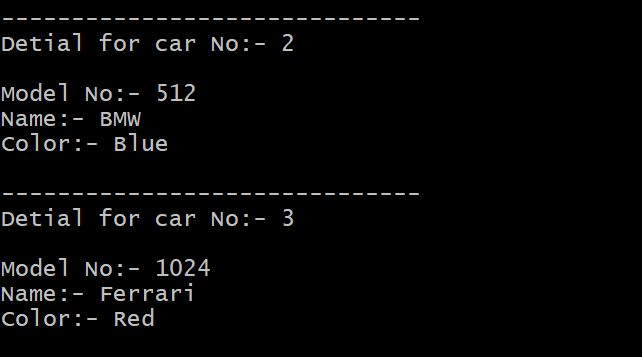 ------------------------------
Detial for car No:- 2
Model No:- 512
Name:- BMW
Color:- Blue
------------------------------
Detial for car No:- 3
Model No:- 1024
Name:- Ferrari
Color:- Red